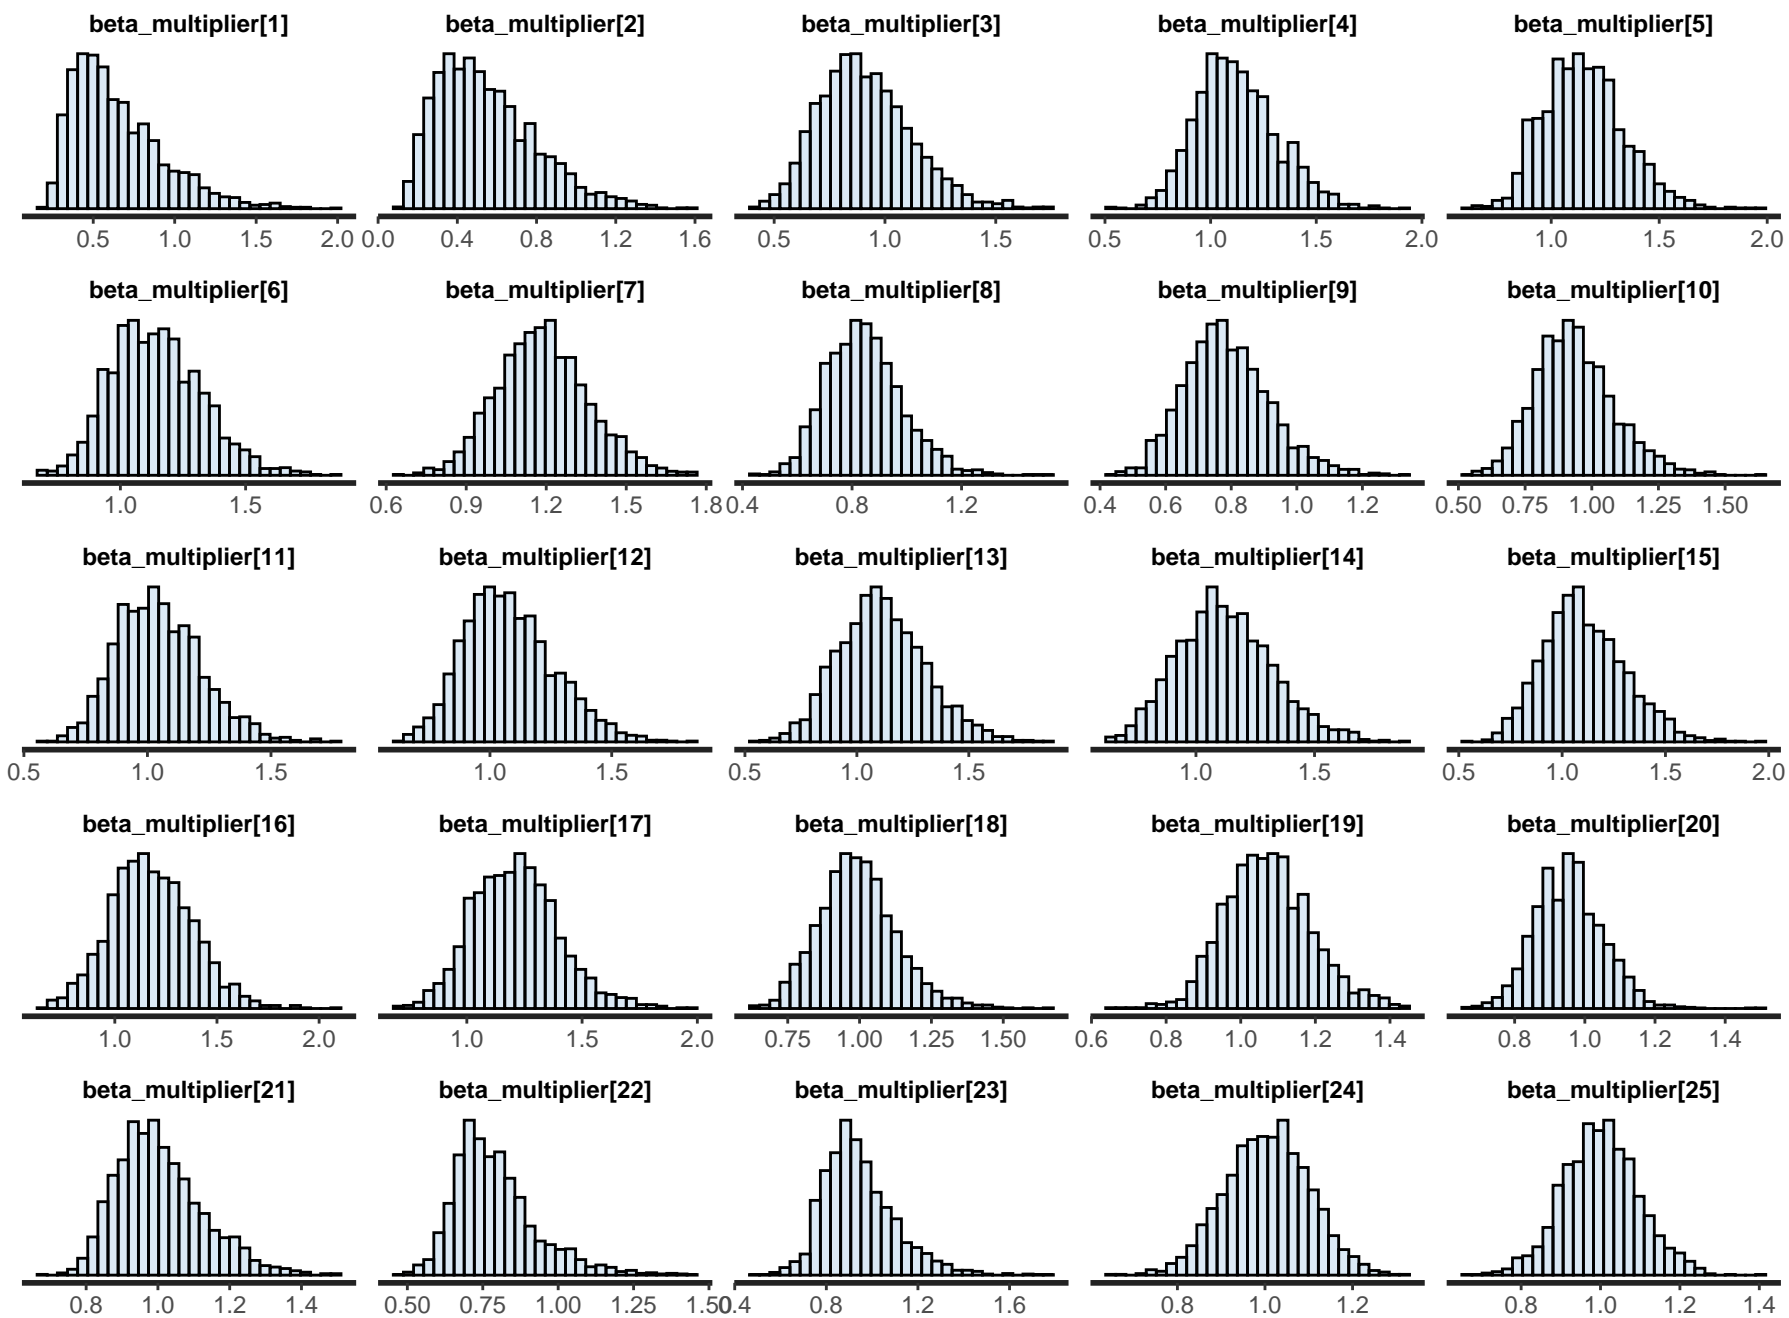 beta_multiplier[1] beta_multiplier[2] beta_multiplier[3] beta_multiplier[4] beta_multiplier[5]
0.5 1.0 1.5 2.0 0.0 0.4 0.8 1.2 1.6 0.5 1.0 1.5 0.5 1.0 1.5 2.0 1.0 1.5 2.0
beta_multiplier[6] beta_multiplier[7] beta_multiplier[8] beta_multiplier[9] beta_multiplier[10]
1.0 1.5 0.6 0.9 1.2 1.5 1.8 0.4 0.8 1.2 0.4 0.6 0.8 1.0 1.2 0.50 0.75 1.00 1.25 1.50
beta_multiplier[11] beta_multiplier[12] beta_multiplier[13] beta_multiplier[14] beta_multiplier[15]
0.5 1.0 1.5 1.0 1.5 0.5 1.0 1.5 1.0 1.5 0.5 1.0 1.5 2.0
beta_multiplier[16] beta_multiplier[17] beta_multiplier[18] beta_multiplier[19] beta_multiplier[20]
1.0 1.5 2.0 1.0 1.5 2.0 0.75 1.00 1.25 1.50 0.6 0.8 1.0 1.2 1.4 0.8 1.0 1.2 1.4
beta_multiplier[21] beta_multiplier[22] beta_multiplier[23] beta_multiplier[24] beta_multiplier[25]
0.8 1.0 1.2 1.4 0.50 0.75 1.00 1.25 1.50 0.4 0.8 1.2 1.6 0.8 1.0 1.2 0.8 1.0 1.2 1.4